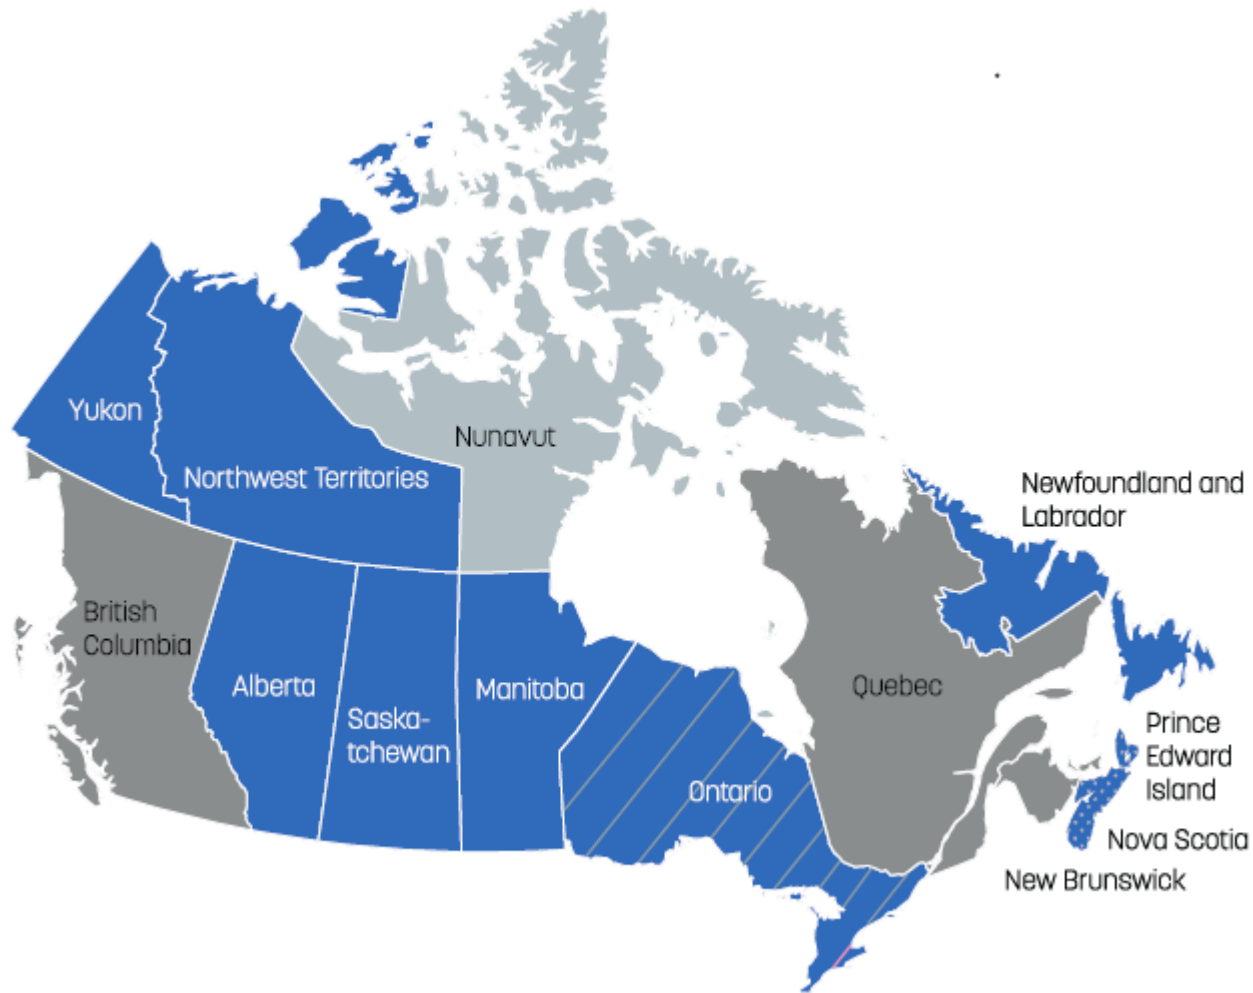 Yukon
Nunavut
Northwest Territories
Newfoundland and
Labrador
British
Columbia
Alberta
Saska-
tchewan
Manitoba
Quebec
Ontario
Prince
Edward
Island
Nova Scotia
New Brunswick